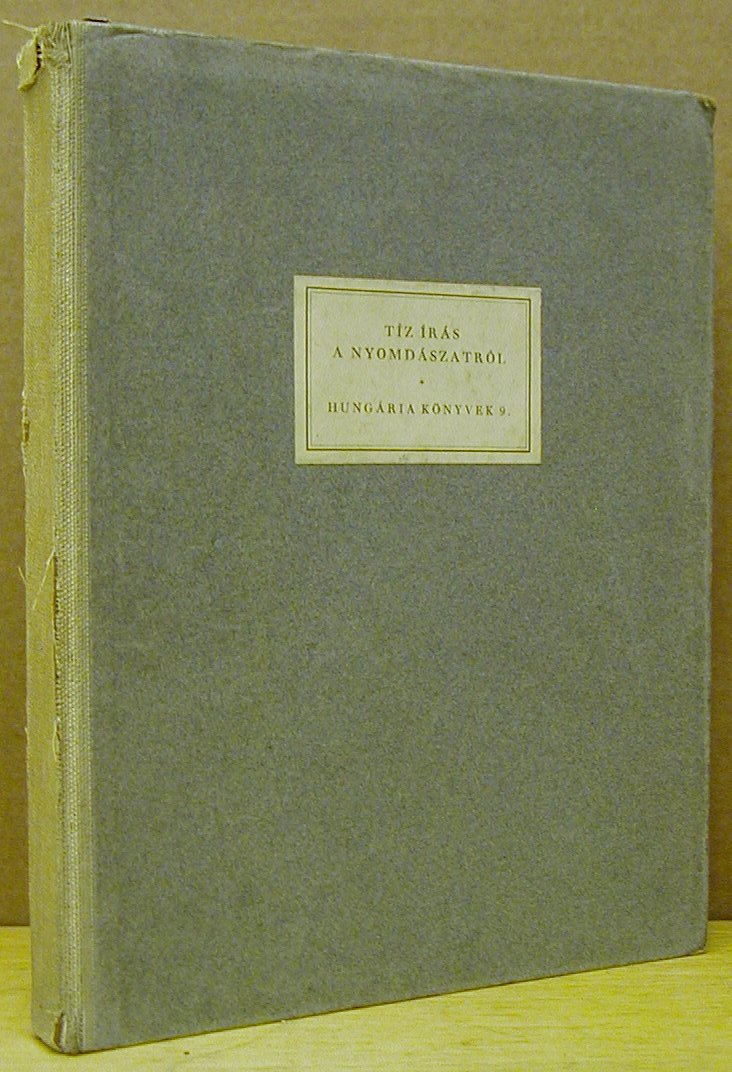 TÍZ ÍRÁS
A NYOMDÁSZATRÓL
*
HUNGÁRIA KÖNYVEK 9.